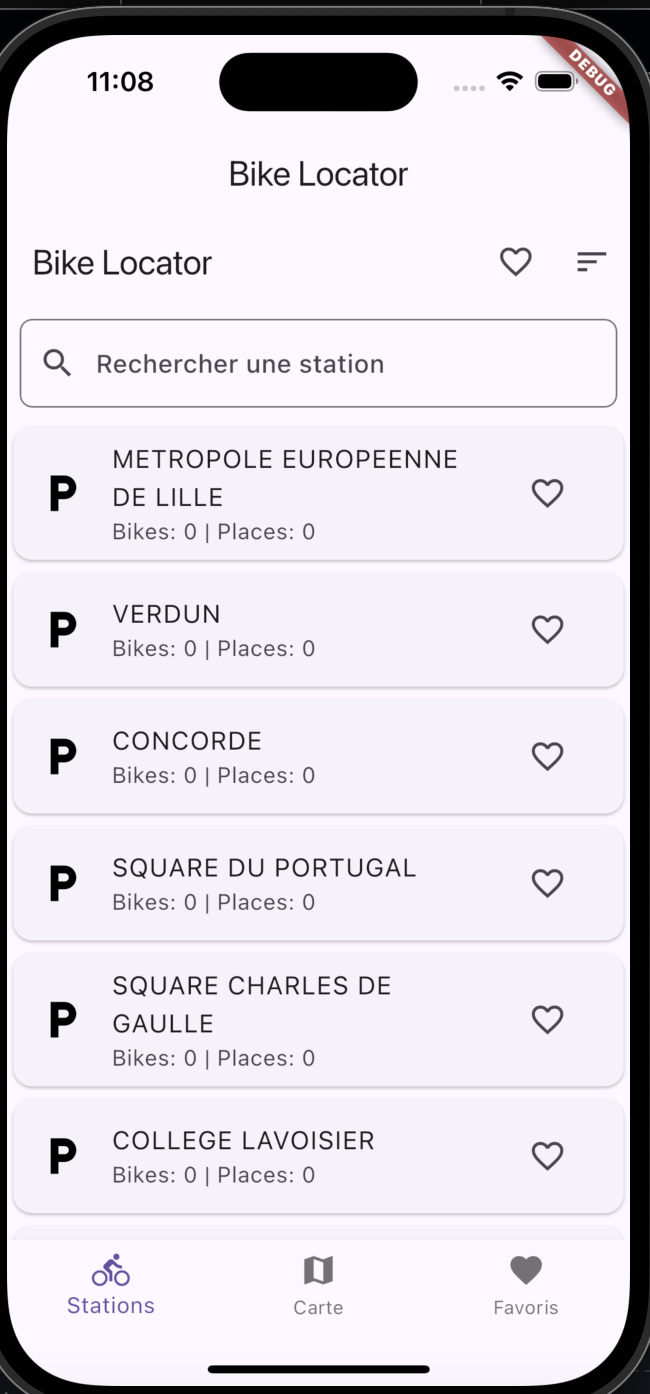 11:08
DEBUG
Bike Locator
Bike Locator
Rechercher une station
P
METROPOLE EUROPEENNE
DE LILLE
Bikes: 0 | Places: 0
P
VERDUN
Bikes: 0 | Places: 0
P
CONCORDE
Bikes: 0 | Places: 0
P
SQUARE DU PORTUGAL
Bikes: 0 | Places: 0
P
SQUARE CHARLES DE
GAULLE
Bikes: 0 | Places: 0
P
COLLEGE LAVOISIER
Bikes: 0 | Places: 0
Stations
Carte
Favoris